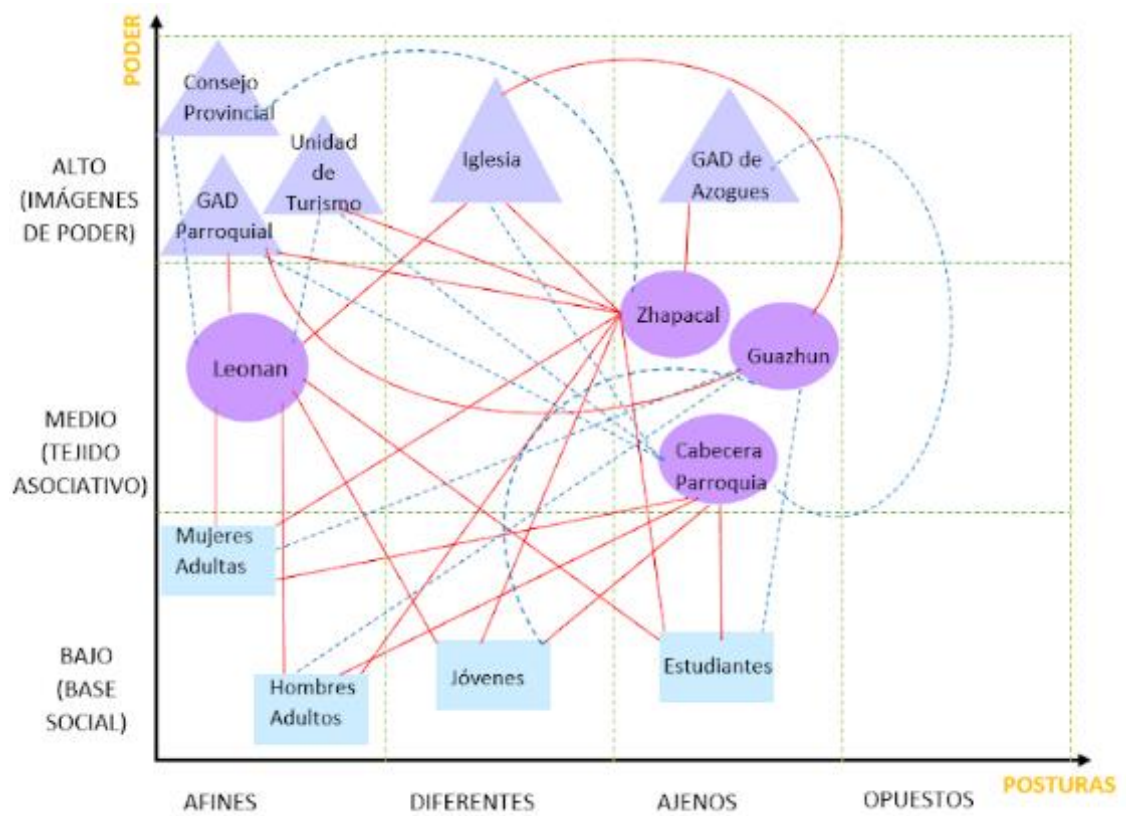 PODER
Consejo
Provincial
Unidad
de
Turismo
GAD
Parroquial
Iglesia
GAD de
Azogues
ALTO
(IMÁGENES
DE PODER)
Zhapacal
Guazhun
Leonan
Cabecera
Parroquia
MEDIO
(TEJIDO
ASOCIATIVO)
Mujeres
Adultas
Hombres
Adultos
Jóvenes
Estudiantes
BAJO
(BASE
SOCIAL)
POSTURAS
AFINES
DIFERENTES
AJENOS
OPUESTOS